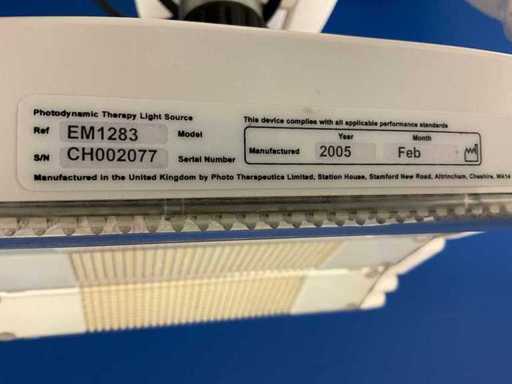 Photodynamic Therapy Light Source
Ref EM1283 Model
S/N CH002077 Serial Number
This device complies with all applicable performance standards
Year Month
Manufactured 2005 Feb
Manufactured in the United Kingdom by Photo Therapeutics Limited, Station House, Stamford New Road, Altrincham, Cheshire, WA14